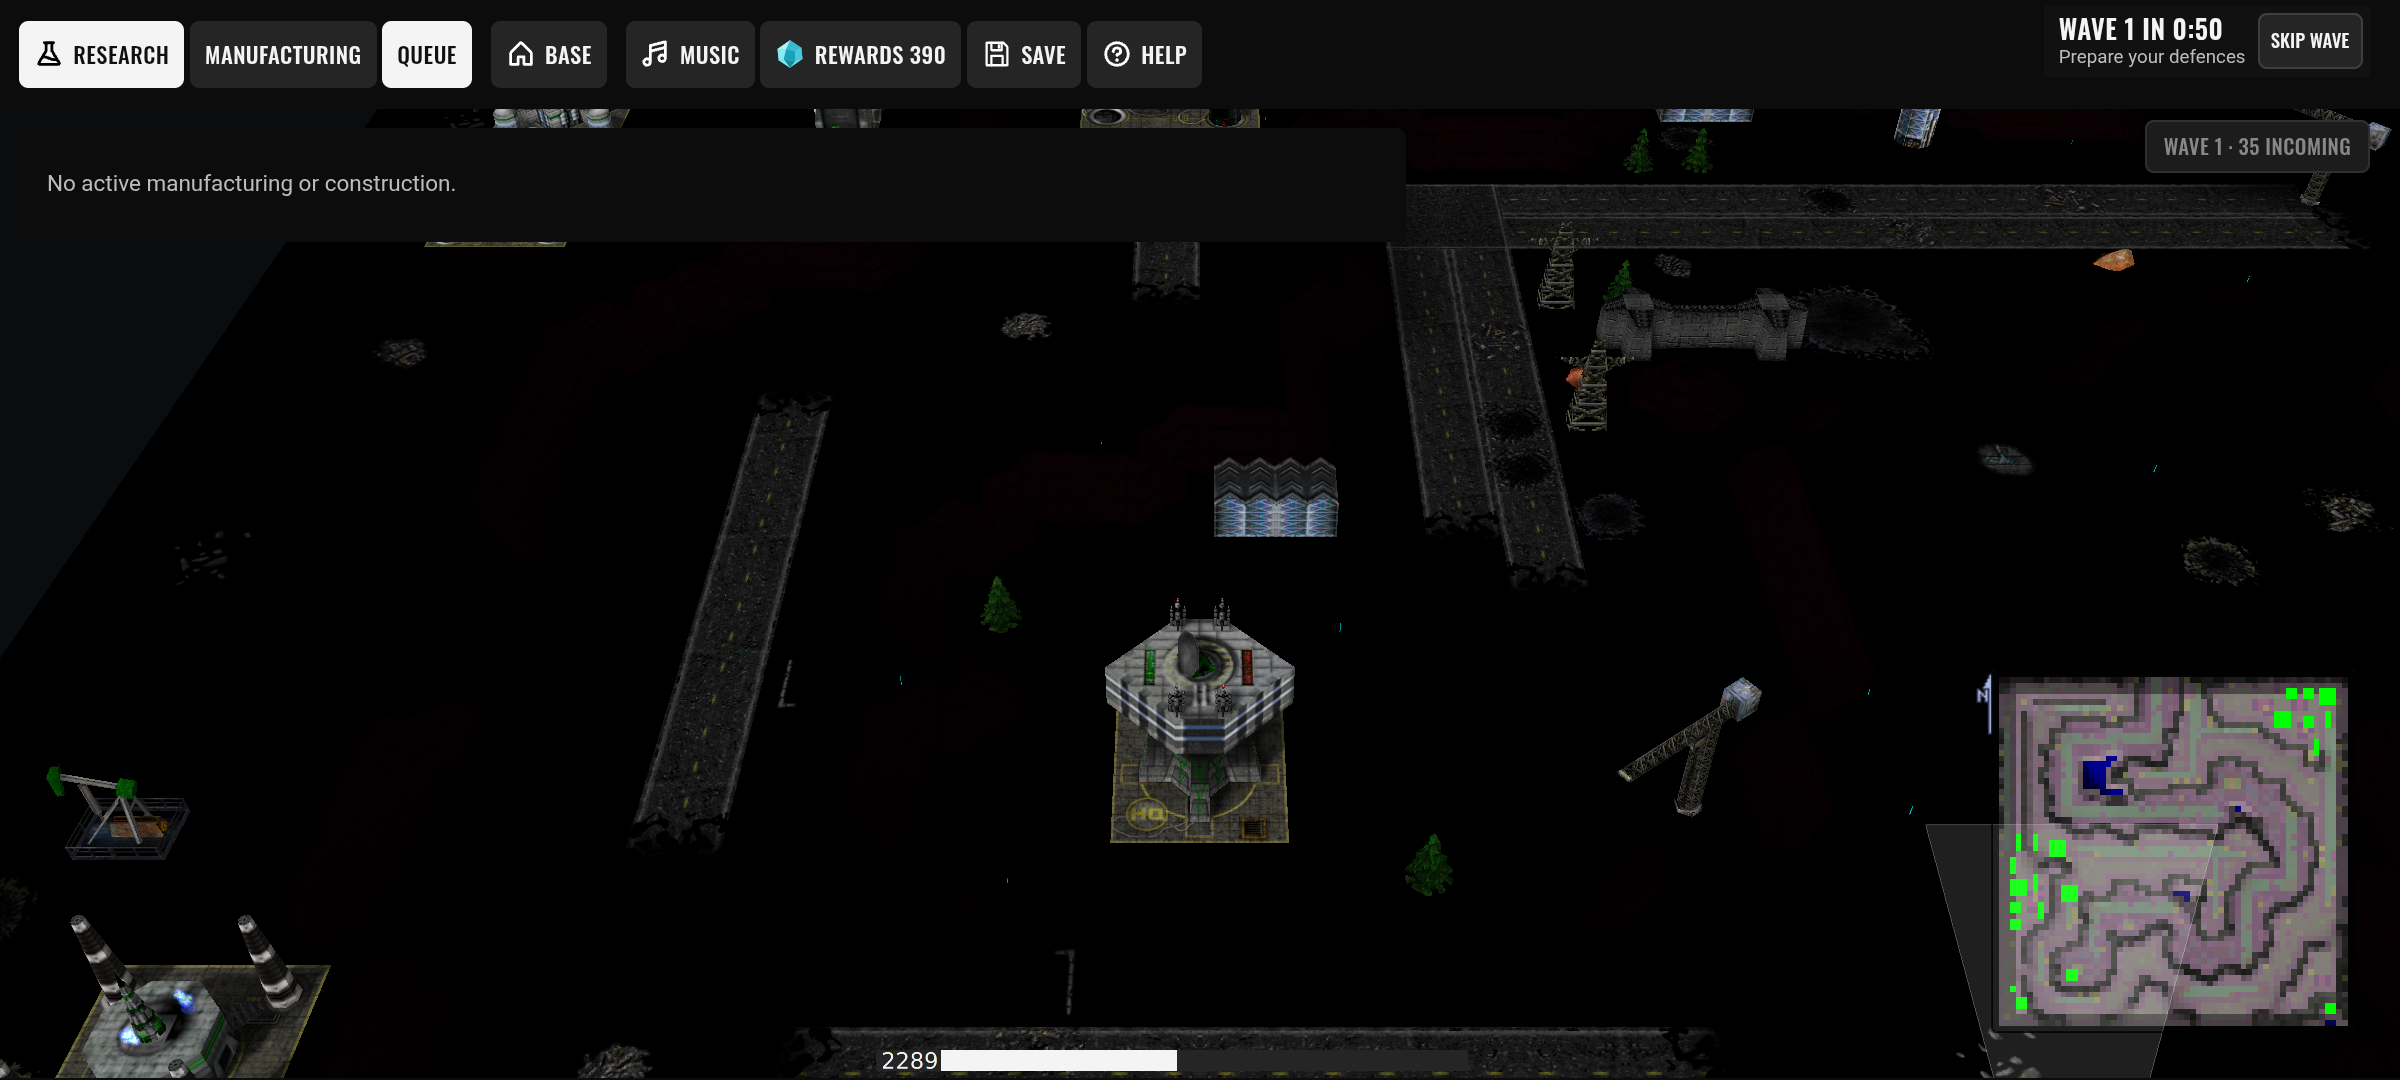 RESEARCH
MANUFACTURING
QUEUE
BASE
MUSIC
REWARDS 390
SAVE
HELP
WAVE 1 IN 0:50
Prepare your defences
SKIP WAVE
No active manufacturing or construction.
WAVE 1 · 35 INCOMING
N
HQ
2289